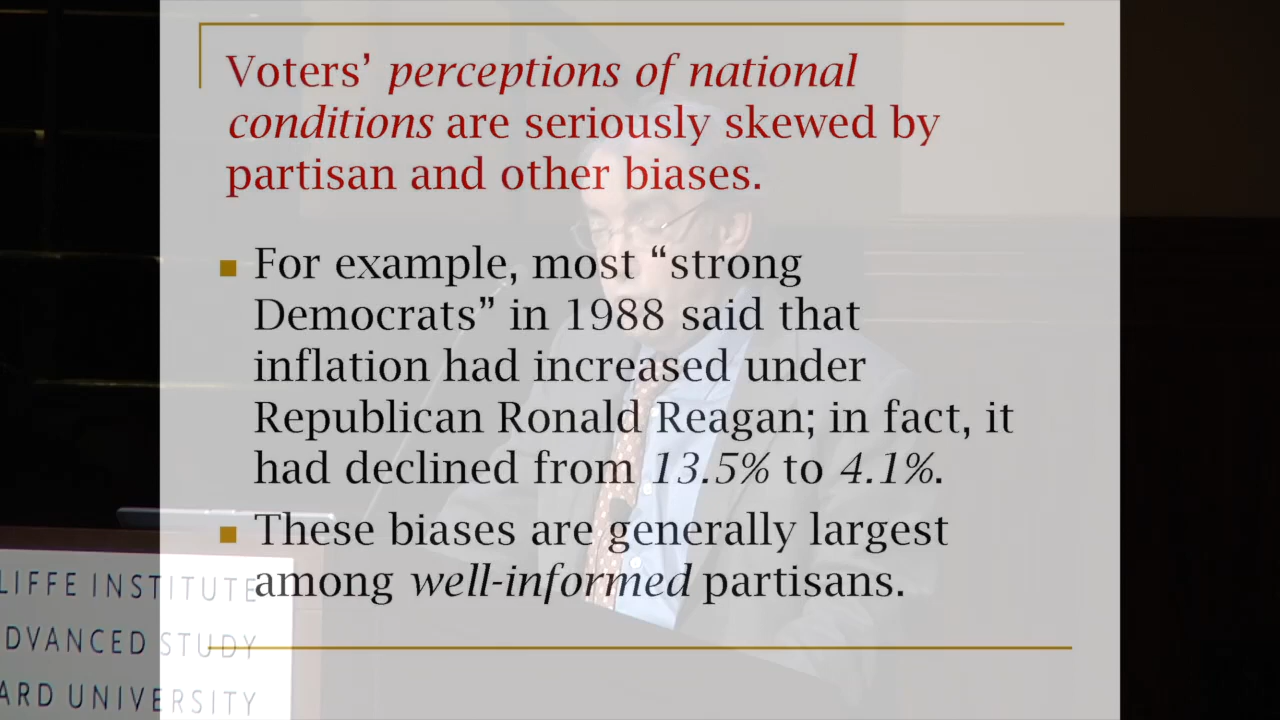 Voters’ perceptions of national
conditions are seriously skewed by
partisan and other biases.
For example, most “strong
Democrats” in 1988 said that
inflation had increased under
Republican Ronald Reagan; in fact, it
had declined from 13.5% to 4.1%.
These biases are generally largest
among well-informed partisans.
LIFFE INSTITUTE
DVANCED STUDY
ARD UNIVERSITY